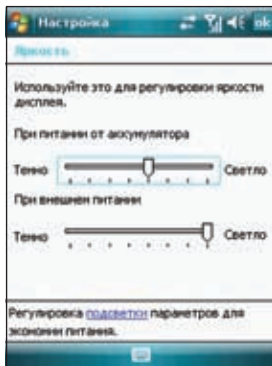 Настройка ok
Яркость
Используйте это для регулировки яркости
дисплея.
При питании от аккумулятора
Темно Светло
При внешнем питании
Темно Светло
Регулировка подсветки параметров для
экономии питания.